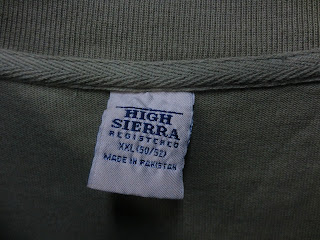 HIGH
SIERRA
REGISTERED
XXL (50/52)
MADE IN PAKISTAN